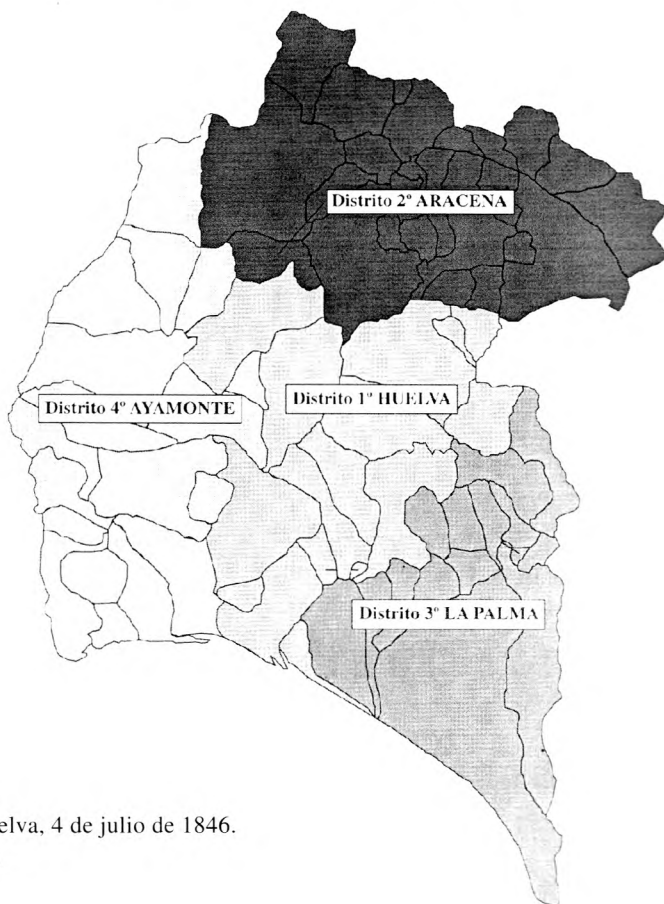 Distrito 2º ARACENA
Distrito 4º AYAMONTE
Distrito 1º HUELVA
Distrito 3º LA PALMA
elva, 4 de julio de 1846.